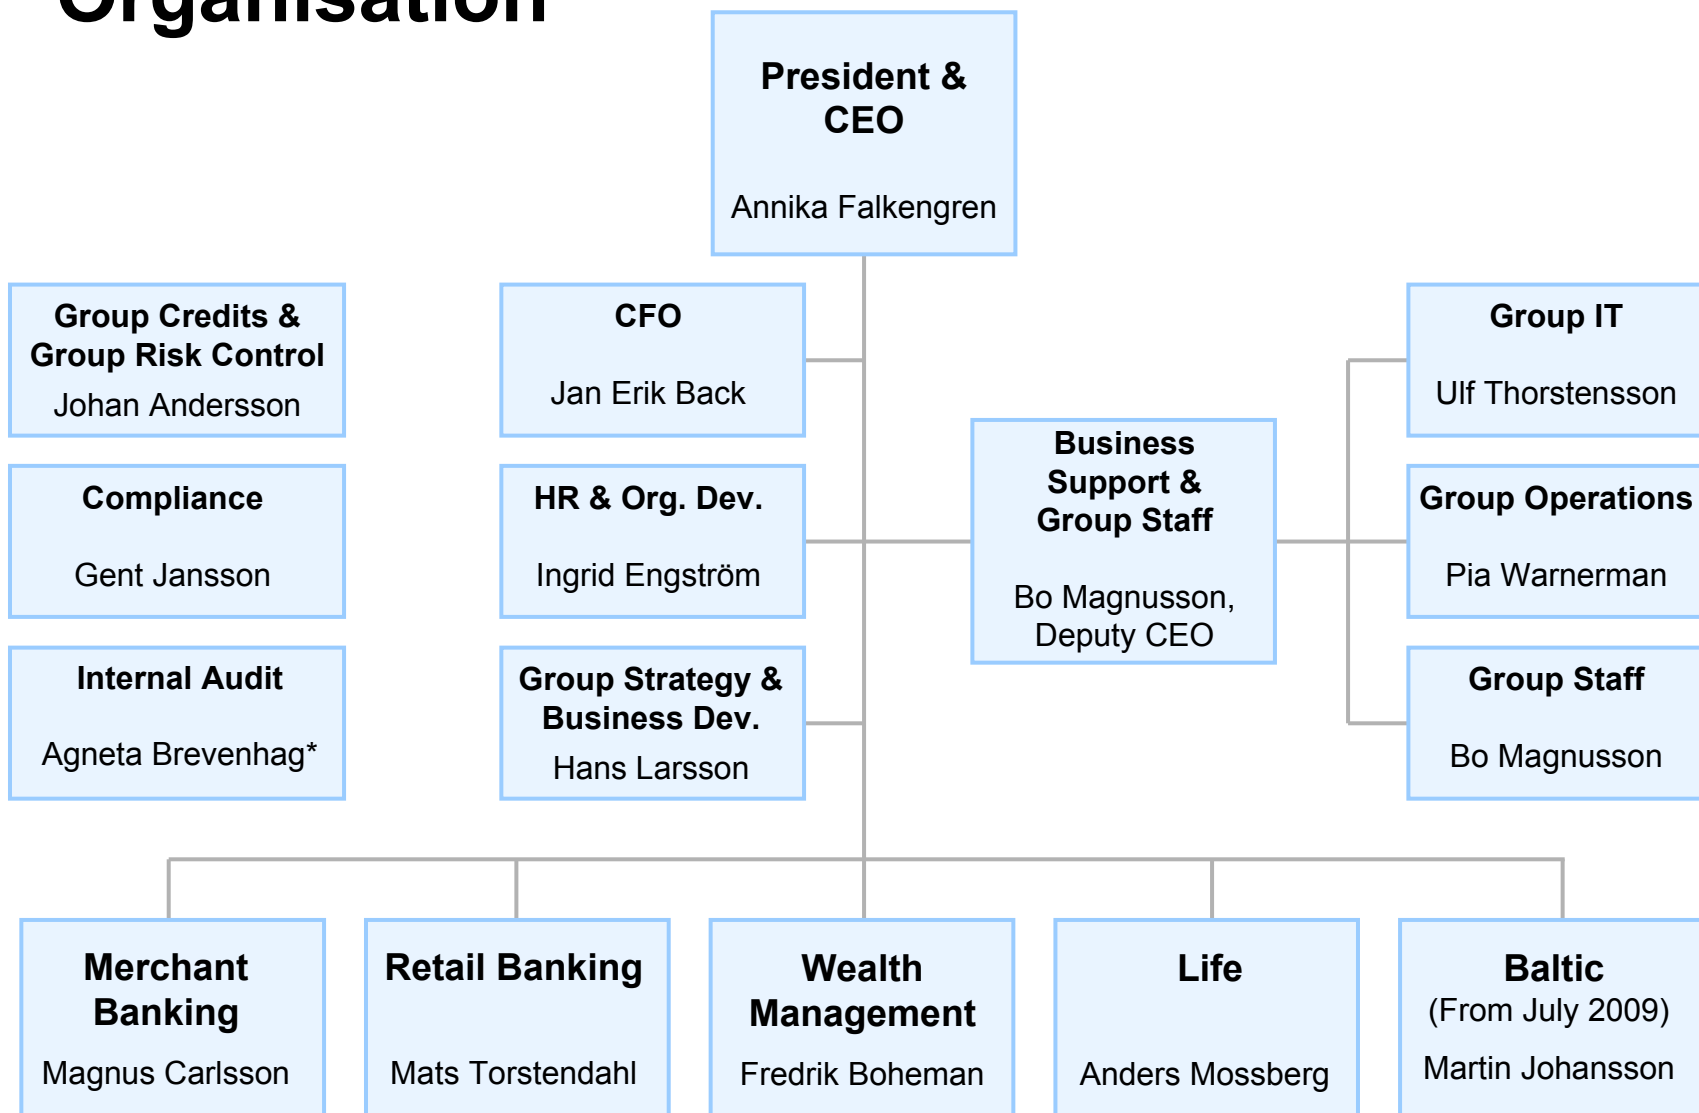 Organisation
President &
CEO
Annika Falkengren
Group Credits &
Group Risk Control
Johan Andersson
CFO
Jan Erik Back
Group IT
Ulf Thorstensson
Business
Support &
Group Staff
Bo Magnusson,
Deputy CEO
Compliance
Gent Jansson
HR & Org. Dev.
Ingrid Engström
Group Operations
Pia Warnerman
Internal Audit
Agneta Brevenhag*
Group Strategy &
Business Dev.
Hans Larsson
Group Staff
Bo Magnusson
Merchant
Banking
Magnus Carlsson
Retail Banking
Mats Torstendahl
Wealth
Management
Fredrik Boheman
Life
Anders Mossberg
Baltic
(From July 2009)
Martin Johansson